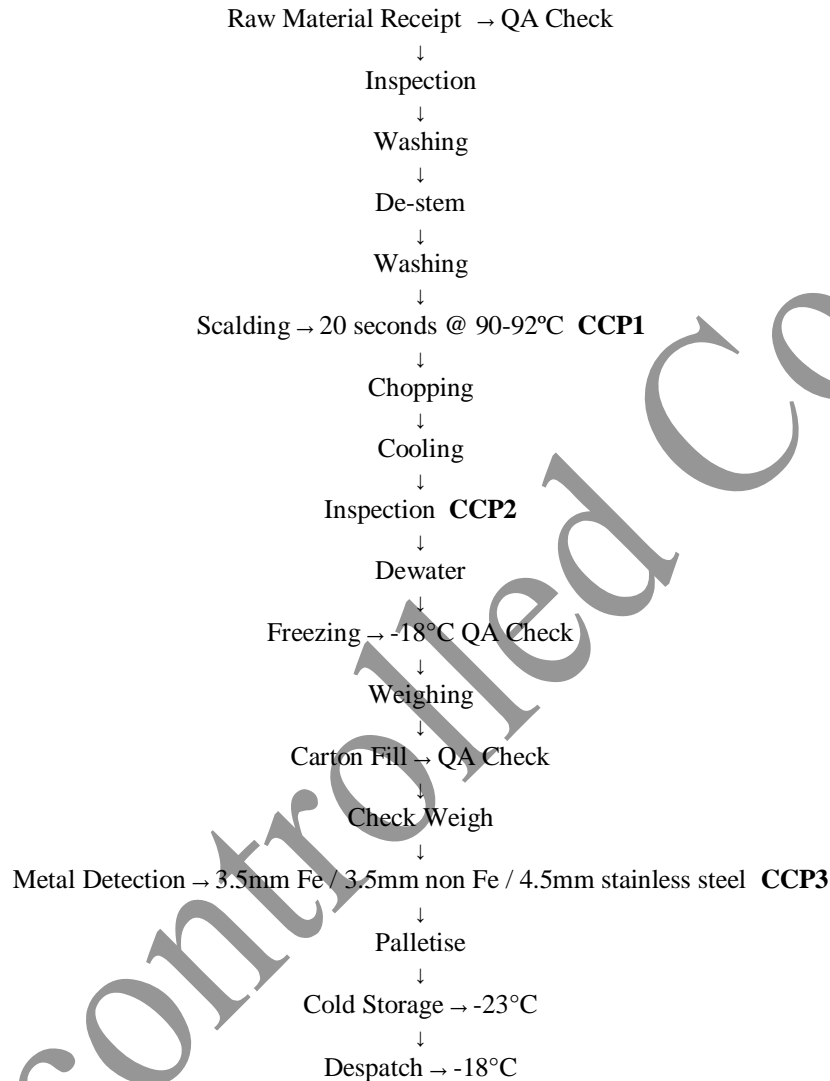 Raw Material Receipt → QA Check
↓
Inspection
↓
Washing
↓
De-stem
↓
Washing
↓
Scalding → 20 seconds @ 90-92ºC CCP1
↓
Chopping
↓
Cooling
↓
Inspection CCP2
↓
Dewater
↓
Freezing → -18°C QA Check
↓
Weighing
↓
Carton Fill → QA Check
↓
Check Weigh
↓
Metal Detection → 3.5mm Fe / 3.5mm non Fe / 4.5mm stainless steel CCP3
↓
Palletise
↓
Cold Storage → -23°C
↓
Despatch → -18°C
Controlled Co